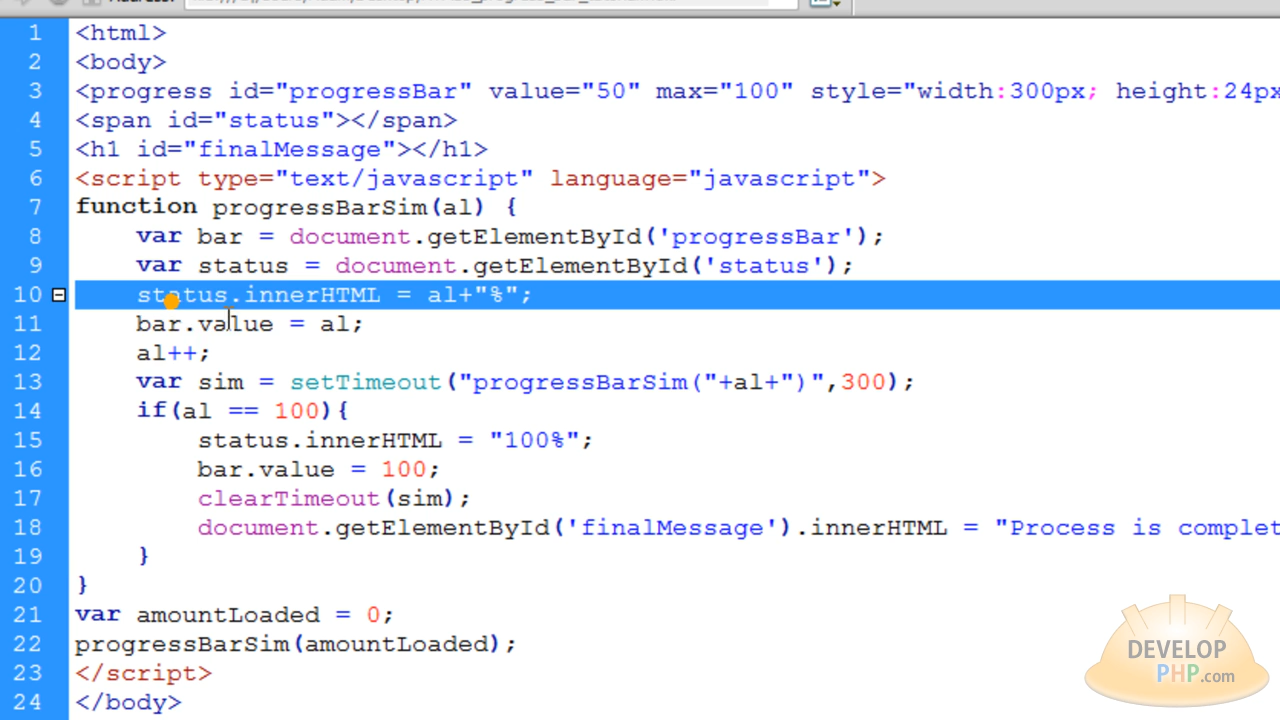 1 <html>
2 <body>
3 <progress id="progressBar" value="50" max="100" style="width:300px; height:24px
4 <span id="status"></span>
5 <h1 id="finalMessage"></h1>
6 <script type="text/javascript" language="javascript">
7 function progressBarSim(al) {
8 var bar = document.getElementById('progressBar');
9 var status = document.getElementById('status');
10 status.innerHTML = al+"%";
11 bar.value = al;
12 al++;
13 var sim = setTimeout("progressBarSim("+al+")",300);
14 if(al == 100){
15 status.innerHTML = "100%";
16 bar.value = 100;
17 clearTimeout(sim);
18 document.getElementById('finalMessage').innerHTML = "Process is complet
19 }
20 }
21 var amountLoaded = 0;
22 progressBarSim(amountLoaded);
23 </script>
24 </body>
DEVELOP
PHP.com